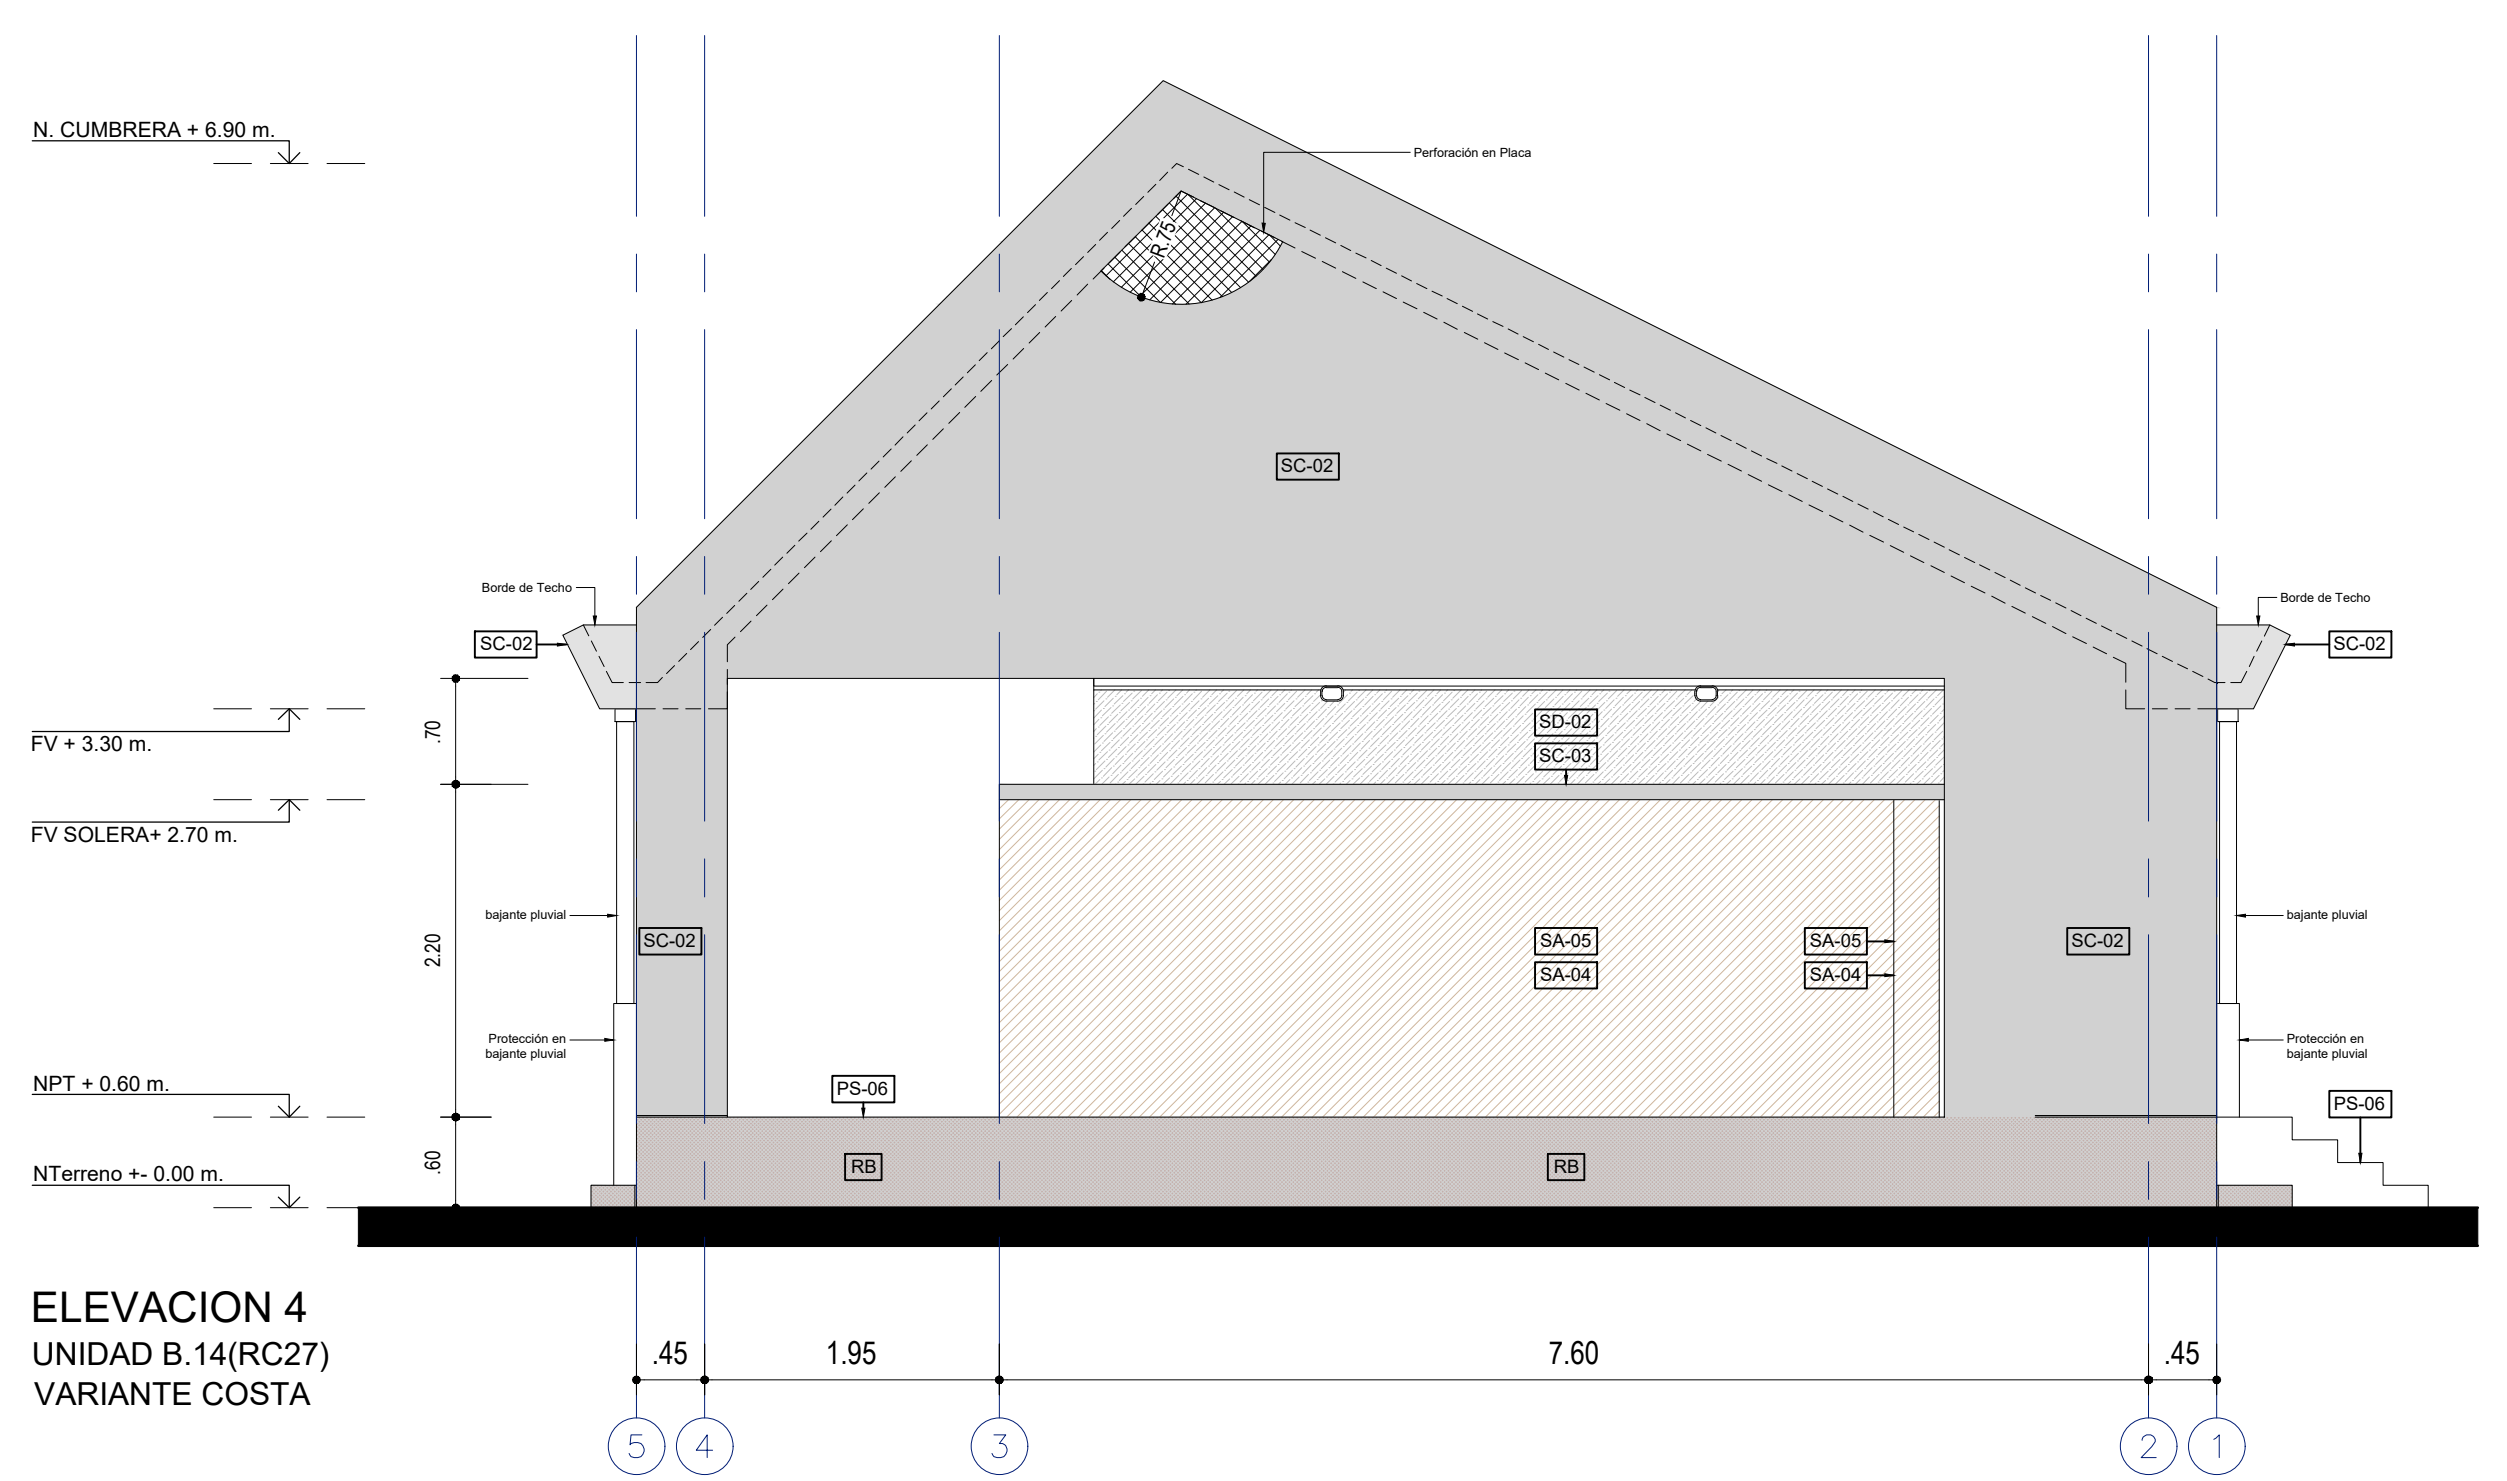 N. CUMBRERA + 6.90 m.
Perforación en Placa
R.75
SC-02
Borde de Techo
Borde de Techo
SC-02
SC-02
.70
SD-02
SC-03
FV + 3.30 m.
FV SOLERA+ 2.70 m.
bajante pluvial
bajante pluvial
2.20
SC-02
SA-05
SA-05
SC-02
SA-04
SA-04
Protección en
bajante pluvial
Protección en
bajante pluvial
NPT + 0.60 m.
PS-06
PS-06
.60
RB
RB
NTerreno +- 0.00 m.
ELEVACION 4
UNIDAD B.14(RC27)
VARIANTE COSTA
.45
1.95
7.60
.45
5
4
3
2
1